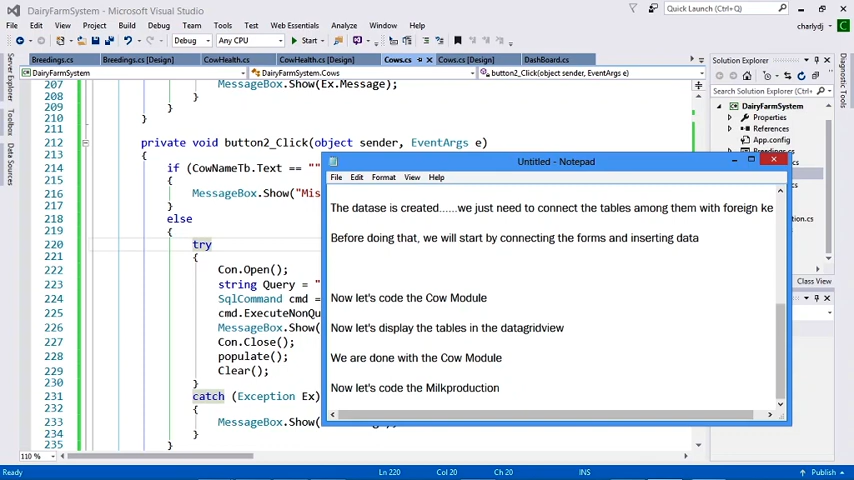 DairyFarmSystem - Microsoft Visual Studio
Quick Launch (Ctrl+Q)
File Edit View Project Build Debug Team Tools Test Web Essentials Analyze Window Help
charlydj
Debug Any CPU Start
Breedings.cs Breedings.cs [Design] CowHealth.cs CowHealth.cs [Design] Cows.cs Cows.cs [Design] DashBoard.cs
Solution Explorer
DairyFarmSystem DairyFarmSystem.Cows button2_Click(object sender, EventArgs e)
Search Solution Explorer
Server Explorer
Toolbox
Data Sources
Diagnostic Tools
DairyFarmSystem
Properties
References
App.config
Breedings.cs
Class View
207 MessageBox.Show(Ex.Message);
208 }
209 }
210 }
211
212 private void button2_Click(object sender, EventArgs e)
213 {
214 if (CowNameTb.Text == ""
215 {
216 MessageBox.Show("Mis
217 }
218 else
219 {
220 try
221 {
222 Con.Open();
223 string Query = "
224 SqlCommand cmd =
225 cmd.ExecuteNonQu
226 MessageBox.Show(
227 Con.Close();
228 populate();
229 Clear();
230 }
231 catch (Exception Ex)
232 {
233 MessageBox.Show(
234 }
235 }
110 %
Untitled - Notepad
File Edit Format View Help
The datase is created......we just need to connect the tables among them with foreign ke
Before doing that, we will start by connecting the forms and inserting data
Now let's code the Cow Module
Now let's display the tables in the datagridview
We are done with the Cow Module
Now let's code the Milkproduction
Ready Ln 220 Col 20 Ch 20 INS Publish